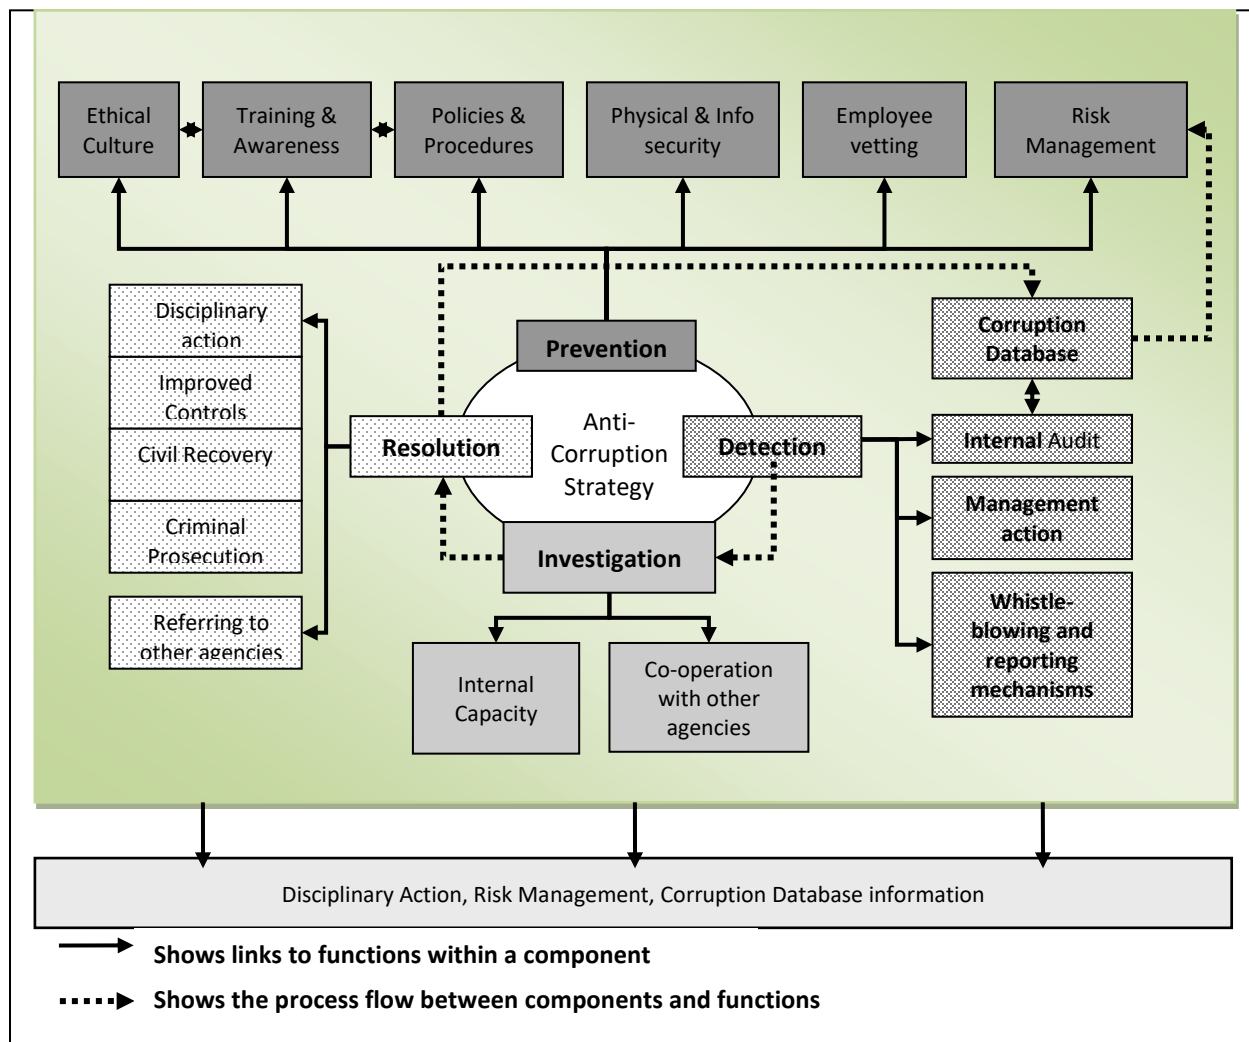 Ethical
Culture
Training &
Awareness
Policies &
Procedures
Physical & Info
security
Employee
vetting
Risk
Management
Disciplinary
action
Improved
Controls
Civil Recovery
Criminal
Prosecution
Referring to
other agencies
Prevention
Resolution
Anti-
Corruption
Strategy
Detection
Investigation
Internal
Capacity
Co-operation
with other
agencies
Corruption
Database
Internal Audit
Management
action
Whistle-
blowing and
reporting
mechanisms
Disciplinary Action, Risk Management, Corruption Database information
Shows links to functions within a component
Shows the process flow between components and functions